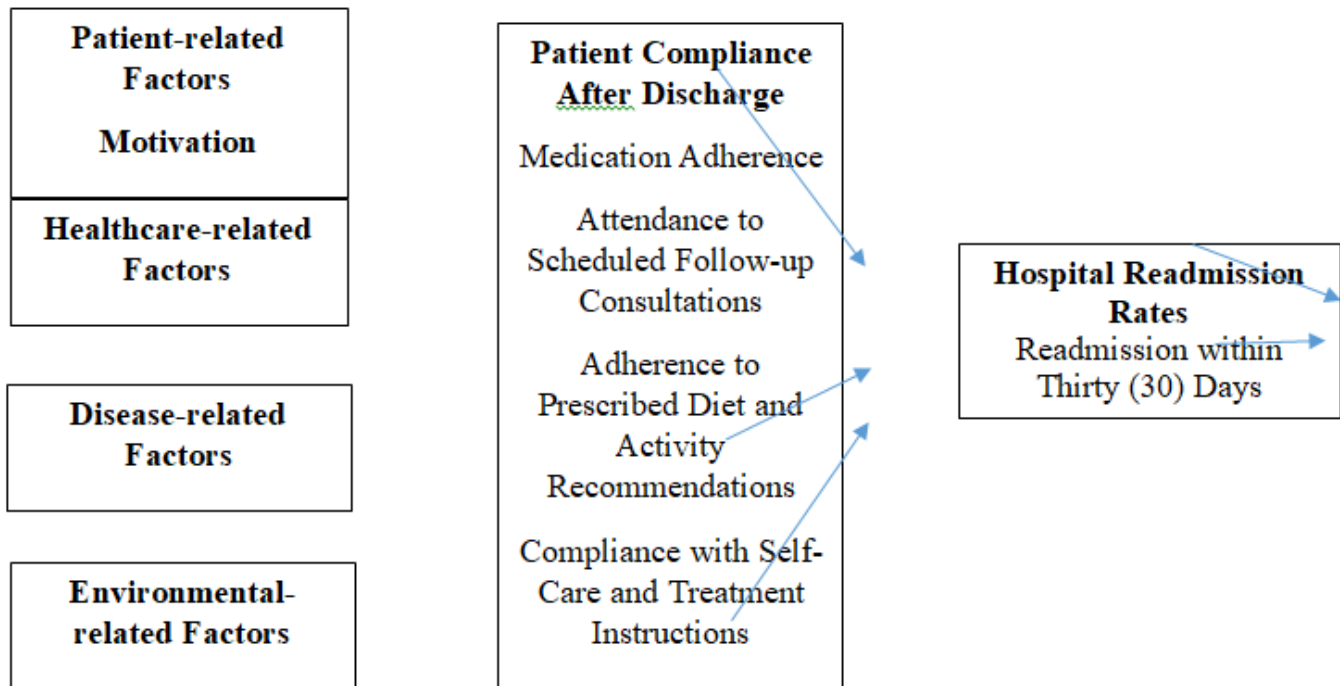 Patient-related
Factors
Motivation
Healthcare-related
Factors
Disease-related
Factors
Environmental-
related Factors
Patient Compliance
After Discharge
Medication Adherence
Attendance to
Scheduled Follow-up
Consultations
Adherence to
Prescribed Diet and
Activity
Recommendations
Compliance with Self-
Care and Treatment
Instructions
Hospital Readmission
Rates
Readmission within
Thirty (30) Days